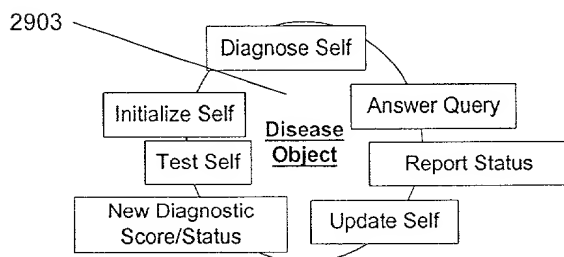 2903
Diagnose Self
Initialize Self
Answer Query
Disease
Object
Test Self
Report Status
New Diagnostic
Score/Status
Update Self